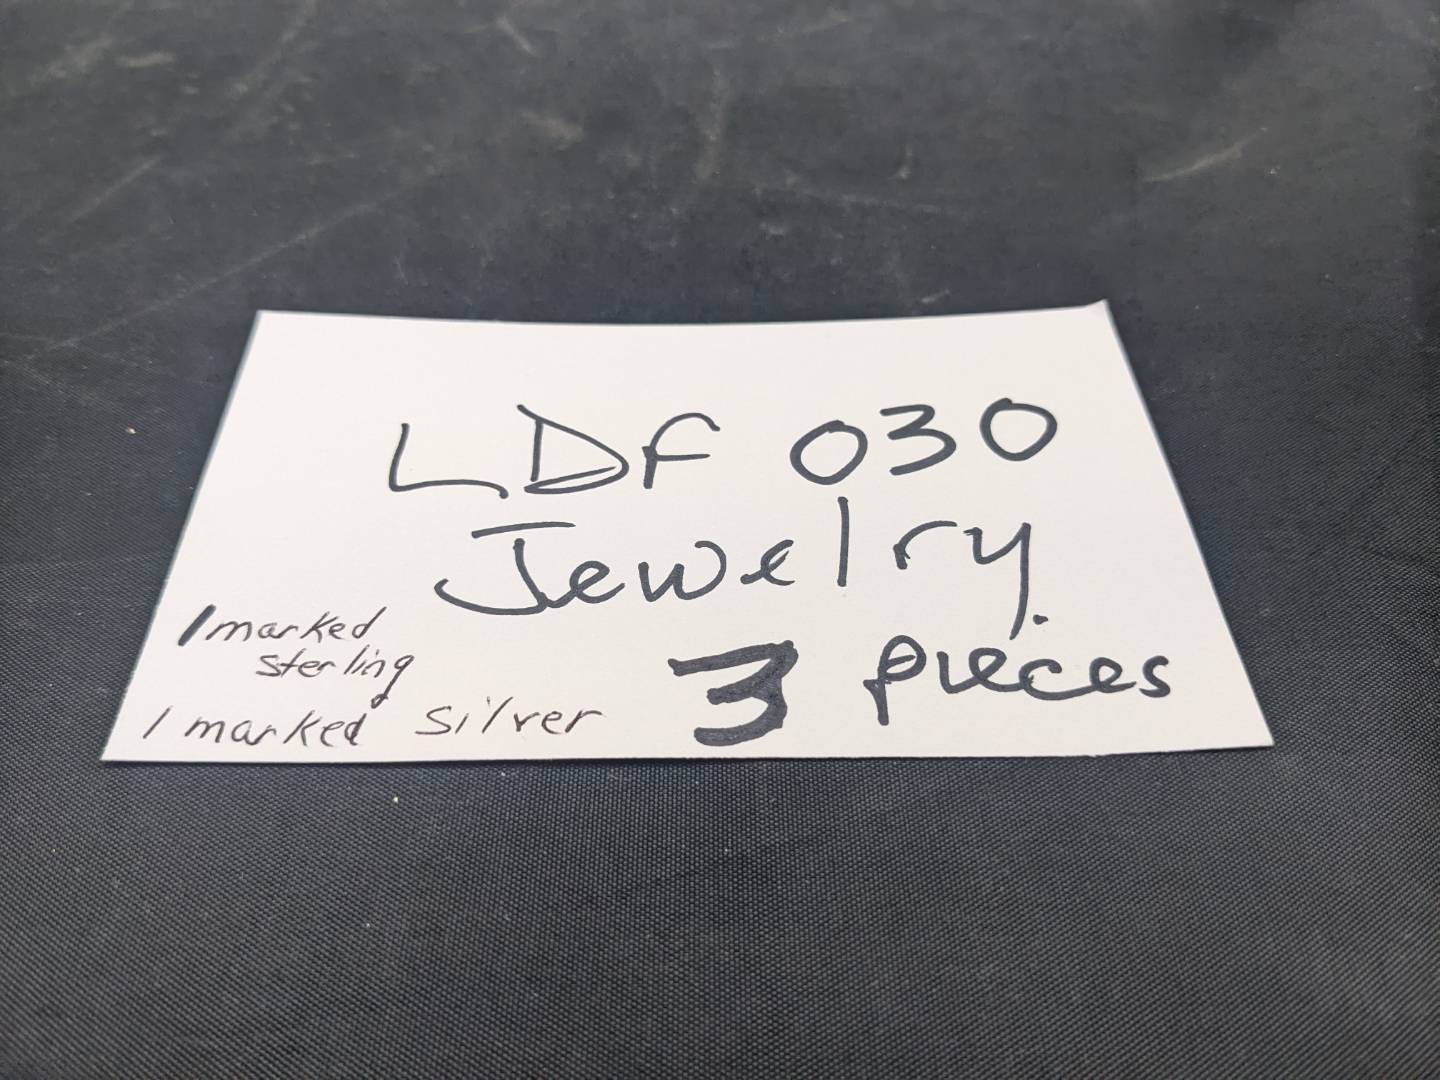 LDF 030
Jewelry.
3 pieces
1 marked
sterling
1 marked silver